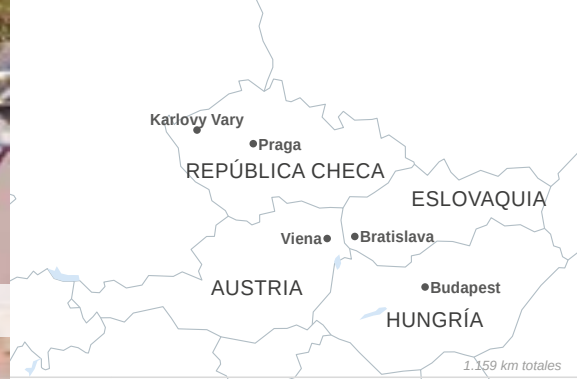 Karlovy Vary
Praga
REPÚBLICA CHECA
ESLOVAQUIA
Viena
Bratislava
AUSTRIA
Budapest
HUNGRÍA
1.159 km totales